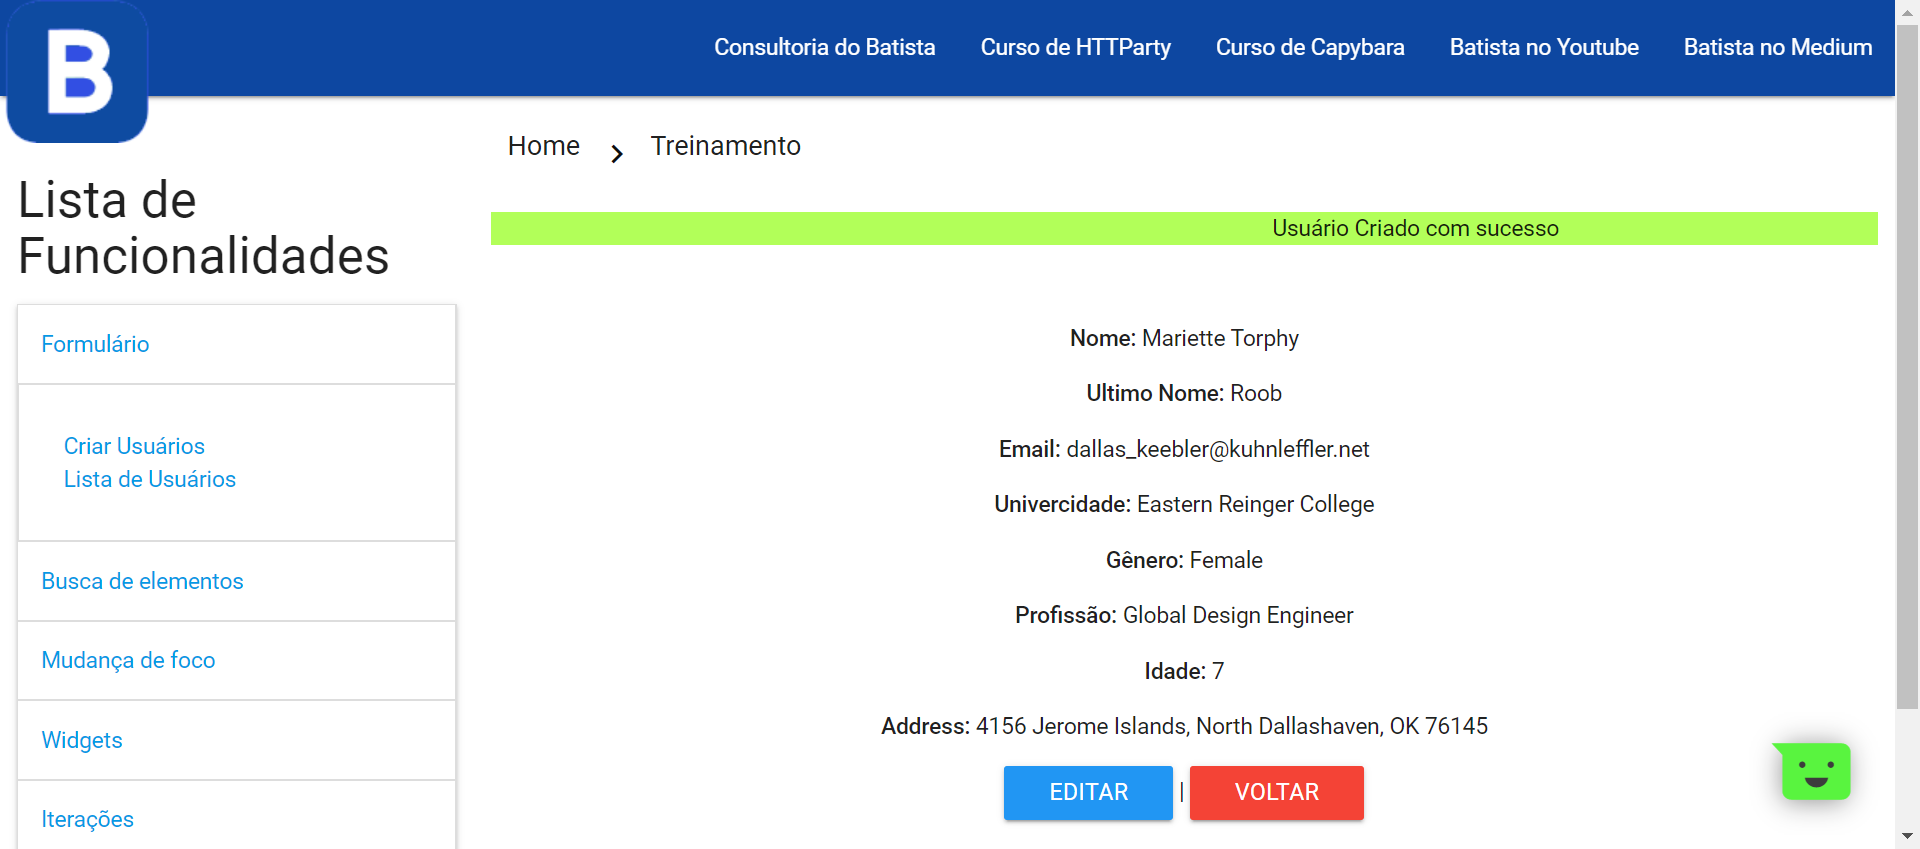 B
Consultoria do Batista Curso de HTTParty Curso de Capybara Batista no Youtube Batista no Medium
Home Treinamento
Lista de
Funcionalidades
Formulário
Criar Usuários
Lista de Usuários
Busca de elementos
Mudança de foco
Widgets
Iterações
Usuário Criado com sucesso
Nome: Mariette Torphy
Ultimo Nome: Roob
Email: dallas_keebler@kuhnleffler.net
Univercidade: Eastern Reinger College
Gênero: Female
Profissão: Global Design Engineer
Idade: 7
Address: 4156 Jerome Islands, North Dallashaven, OK 76145
EDITAR | VOLTAR